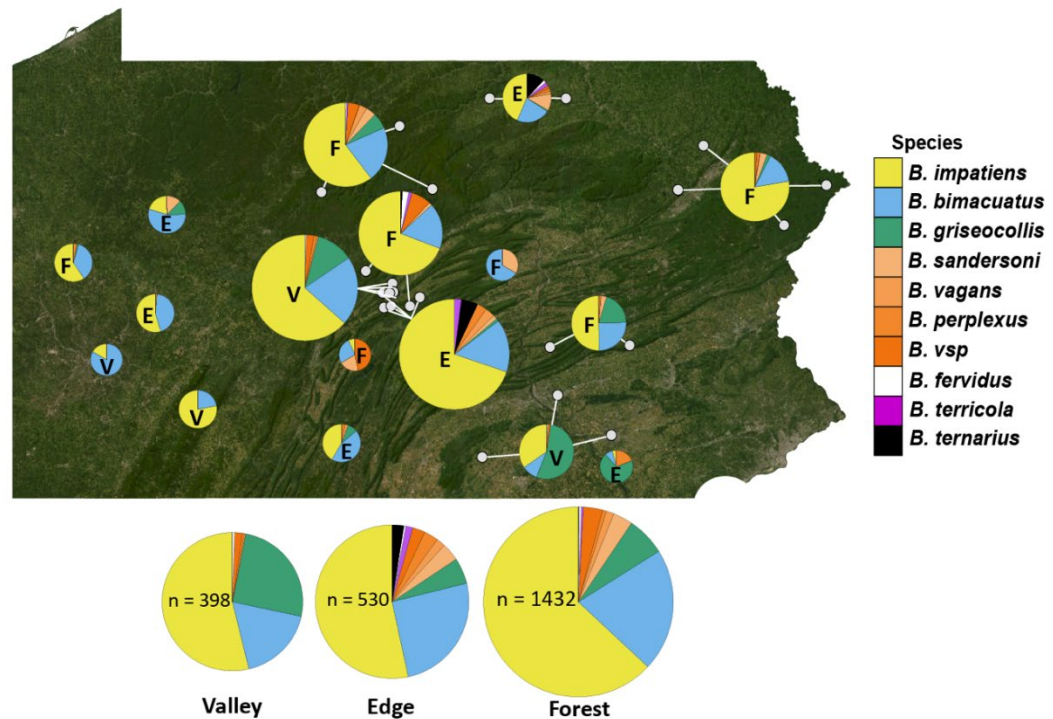 E
F
F
E
F
F
F
V
E
F
E
F
V
V
E
V
E
Species
B. impatiens
B. bimacuatus
B. griseocollis
B. sandersoni
B. vagans
B. perplexus
B. vsp
B. fervidus
B. terricola
B. ternarius
n = 398
n = 530
n = 1432
Valley
Edge
Forest